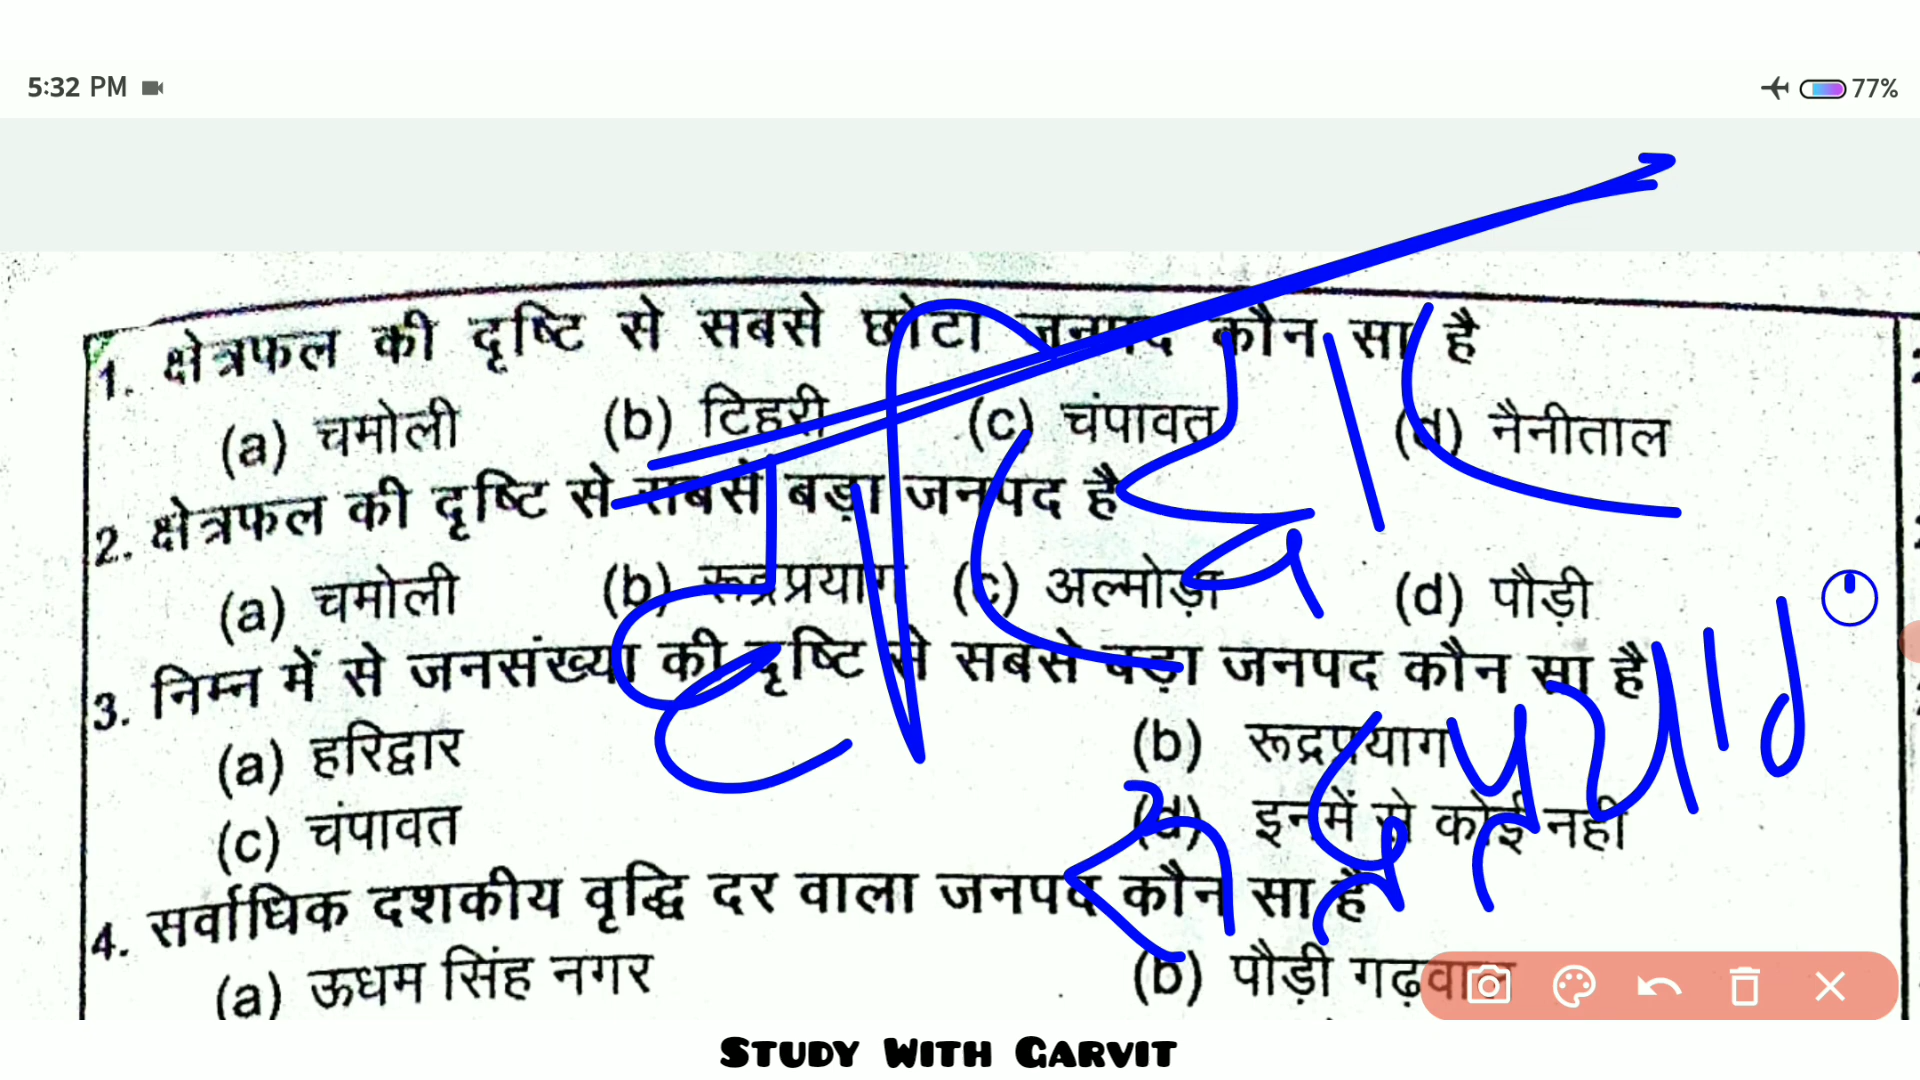 5:32 PM 77%
1. क्षेत्रफल की दृष्टि से सबसे छोटा जनपद कौन सा है
(a) चमोली (b) टिहरी (c) चंपावत (d) नैनीताल
2. क्षेत्रफल की दृष्टि से सबसे बड़ा जनपद है
(a) चमोली (b) रूद्रप्रयाग (c) अल्मोड़ा (d) पौड़ी
3. निम्न में से जनसंख्या की दृष्टि से सबसे बड़ा जनपद कौन सा है
(a) हरिद्वार (b) रूद्रप्रयाग
(c) चंपावत (d) इनमें से कोई नही
4. सर्वाधिक दशकीय वृद्धि दर वाला जनपद कौन सा है
(a) ऊधम सिंह नगर (b) पौड़ी गढ़वाल
हरिद्वार
रुद्रप्रयाग
STUDY WITH GARVIT